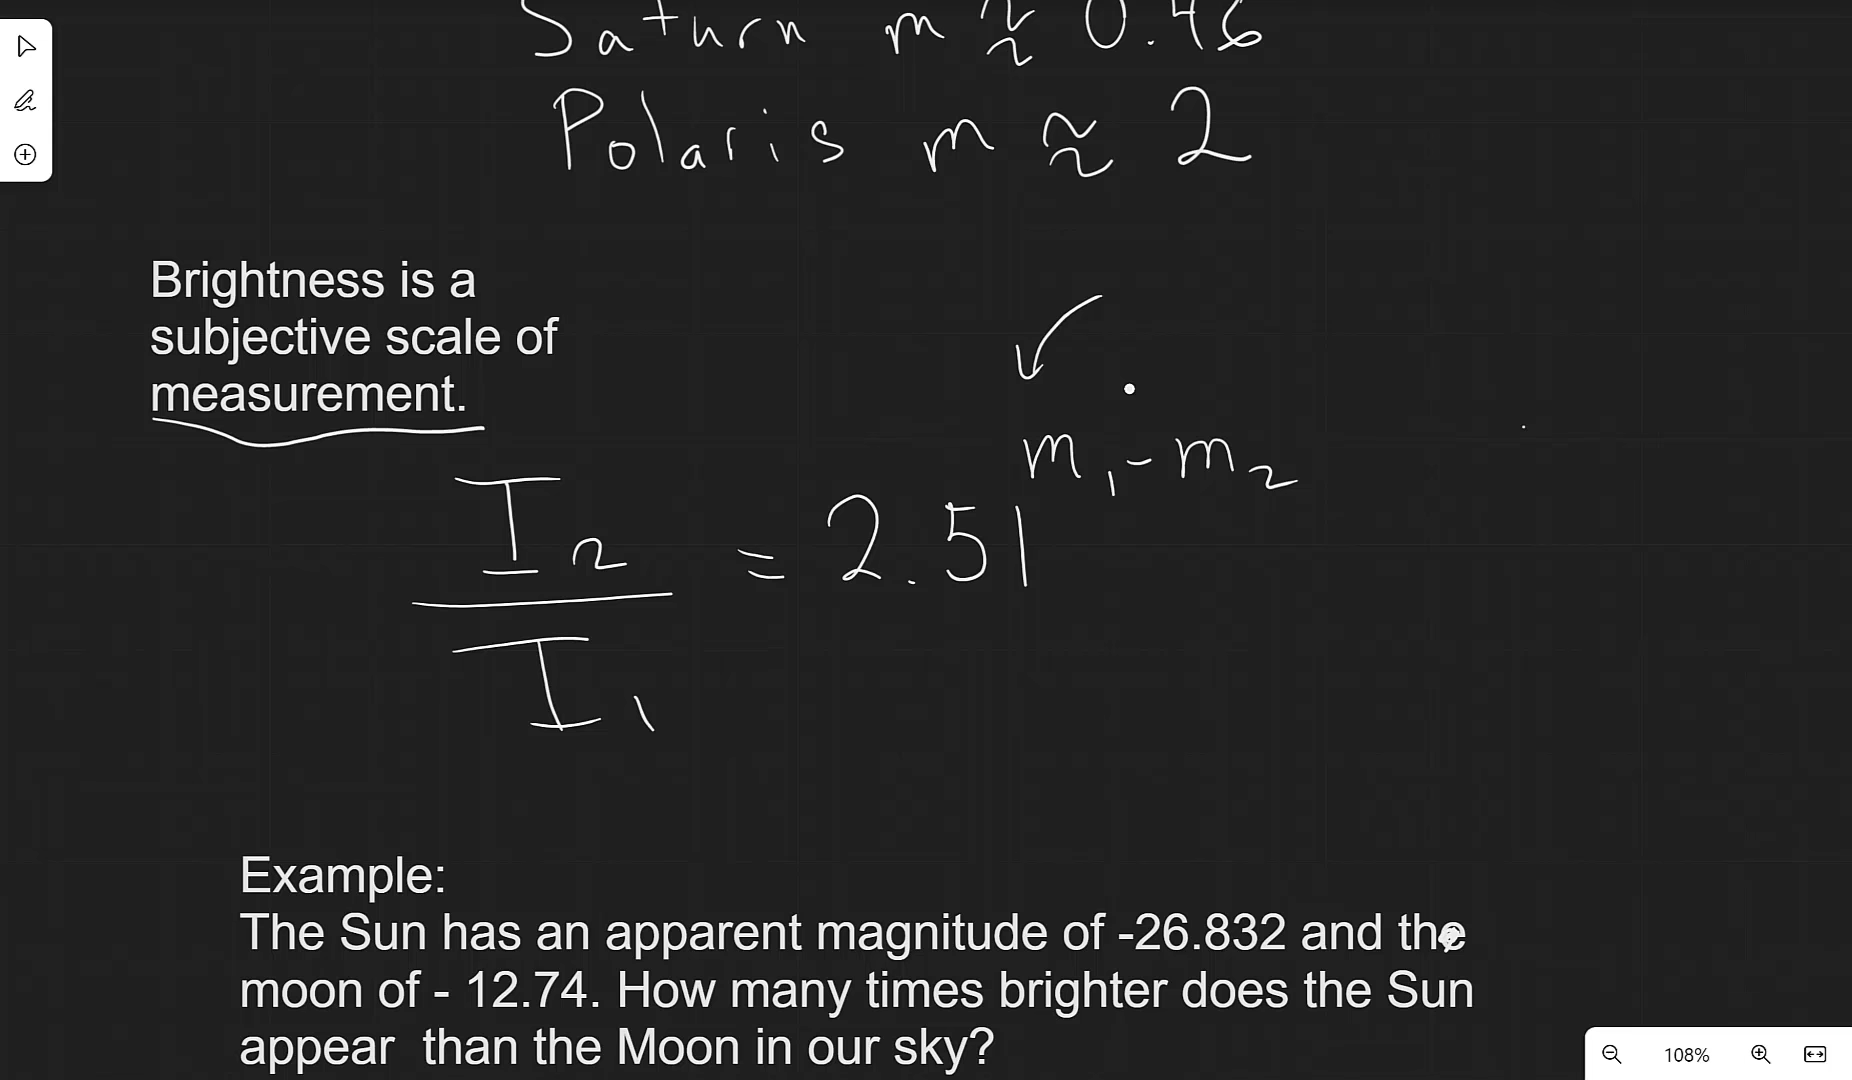 Saturn m ≈ 0.46
Polaris m ≈ 2
Brightness is a
subjective scale of
measurement.
I₂/I₁ = 2.51^(m₁-m₂)
Example:
The Sun has an apparent magnitude of -26.832 and the
moon of - 12.74. How many times brighter does the Sun
appear than the Moon in our sky?
108%